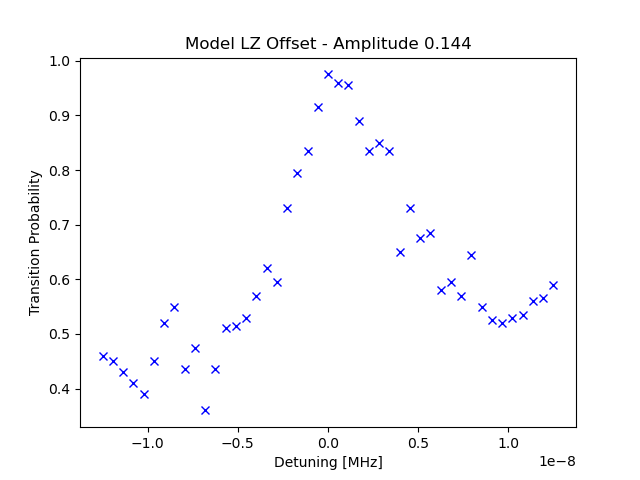 Model LZ Offset - Amplitude 0.144
1.0
0.9
0.8
0.7
0.6
0.5
0.4
Transition Probability
−1.0 −0.5 0.0 0.5 1.0
1e−8
Detuning [MHz]